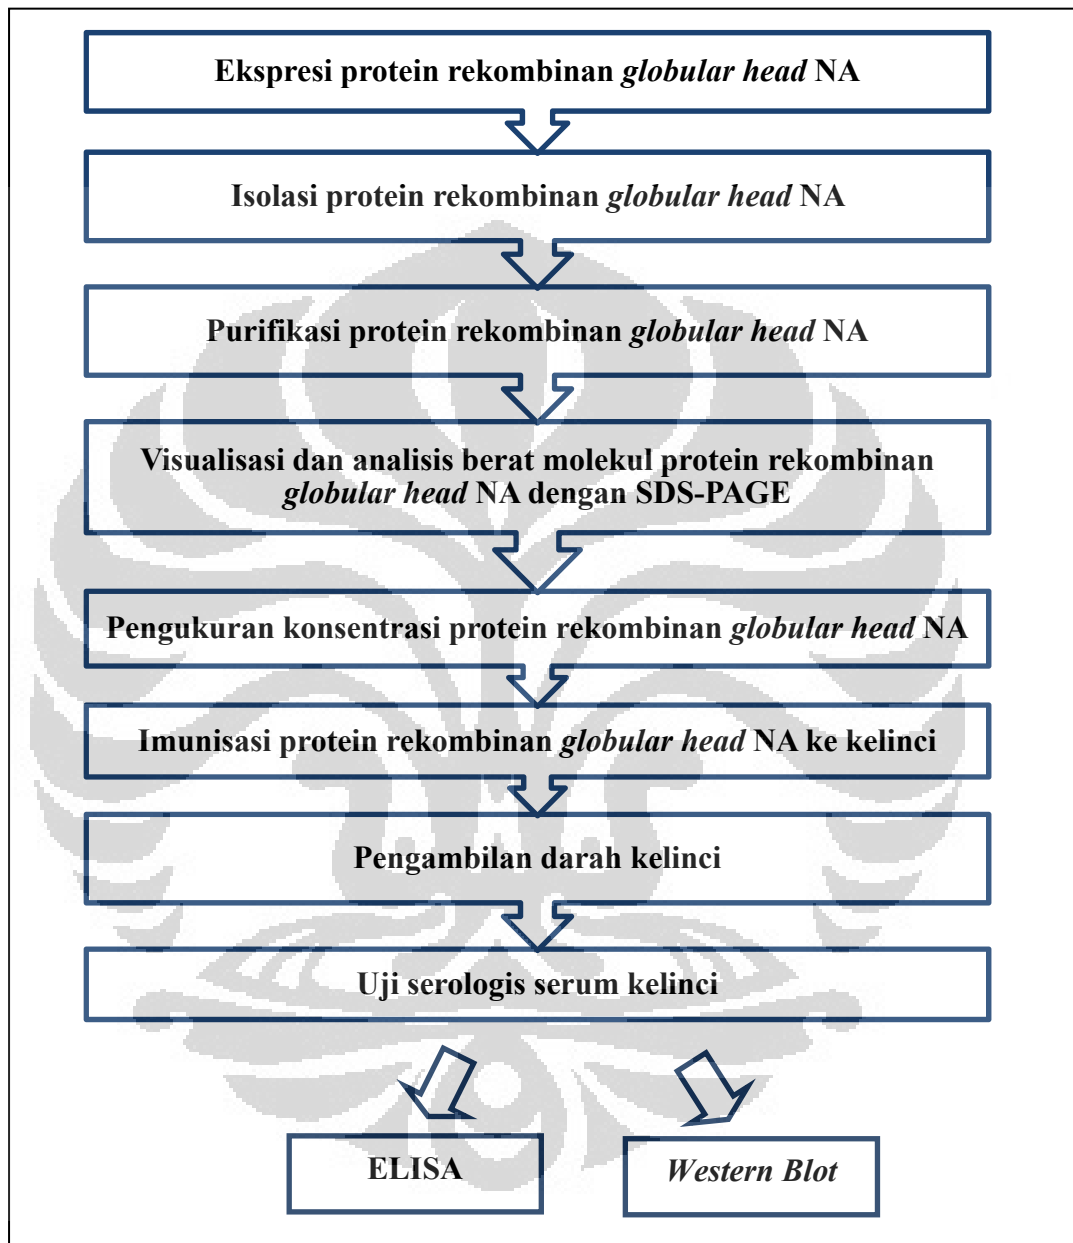 Ekspresi protein rekombinan globular head NA
Isolasi protein rekombinan globular head NA
Purifikasi protein rekombinan globular head NA
Visualisasi dan analisis berat molekul protein rekombinan
globular head NA dengan SDS-PAGE
Pengukuran konsentrasi protein rekombinan globular head NA
Imunisasi protein rekombinan globular head NA ke kelinci
Pengambilan darah kelinci
Uji serologis serum kelinci
ELISA
Western Blot